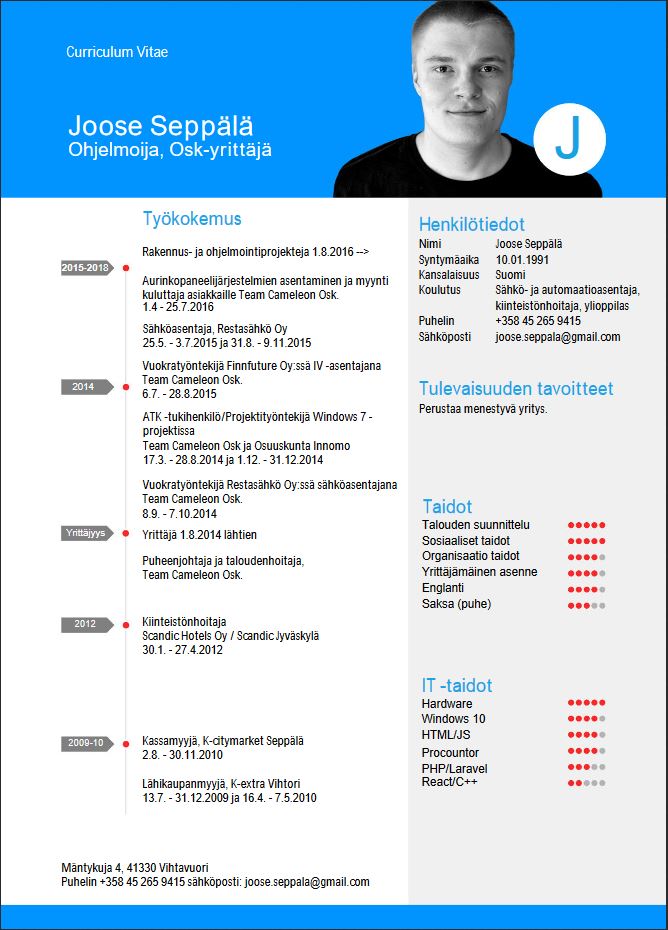 Curriculum Vitae
Joose Seppälä
Ohjelmoija, Osk-yrittäjä
J
Työkokemus
2015-2018
Rakennus- ja ohjelmointiprojekteja 1.8.2016 -->
Aurinkopaneelijärjestelmien asentaminen ja myynti
kuluttaja asiakkaille Team Cameleon Osk.
1.4 - 25.7.2016
Sähköasentaja, Restasähkö Oy
25.5. - 3.7.2015 ja 31.8. - 9.11.2015
Vuokratyöntekijä Finnfuture Oy:ssä IV -asentajana
Team Cameleon Osk.
6.7. - 28.8.2015
2014
ATK -tukihenkilö/Projektityöntekijä Windows 7 -
projektissa
Team Cameleon Osk ja Osuuskunta Innomo
17.3. - 28.8.2014 ja 1.12. - 31.12.2014
Vuokratyöntekijä Restasähkö Oy:ssä sähköasentajana
Team Cameleon Osk.
8.9. - 7.10.2014
Yrittäjyys
Yrittäjä 1.8.2014 lähtien
Puheenjohtaja ja taloudenhoitaja,
Team Cameleon Osk.
2012
Kiinteistönhoitaja
Scandic Hotels Oy / Scandic Jyväskylä
30.1. - 27.4.2012
2009-10
Kassamyyjä, K-citymarket Seppälä
2.8. - 30.11.2010
Lähikaupanmyyjä, K-extra Vihtori
13.7. - 31.12.2009 ja 16.4. - 7.5.2010
Mäntykuja 4, 41330 Vihtavuori
Puhelin +358 45 265 9415 sähköposti: joose.seppala@gmail.com
Henkilötiedot
Nimi Joose Seppälä
Syntymäaika 10.01.1991
Kansalaisuus Suomi
Koulutus Sähkö- ja automaatioasentaja,
kiinteistönhoitaja, ylioppilas
Puhelin +358 45 265 9415
Sähköposti joose.seppala@gmail.com
Tulevaisuuden tavoitteet
Perustaa menestyvä yritys.
Taidot
Talouden suunnittelu
Sosiaaliset taidot
Organisaatio taidot
Yrittäjämäinen asenne
Englanti
Saksa (puhe)
IT -taidot
Hardware
Windows 10
HTML/JS
Procountor
PHP/Laravel
React/C++